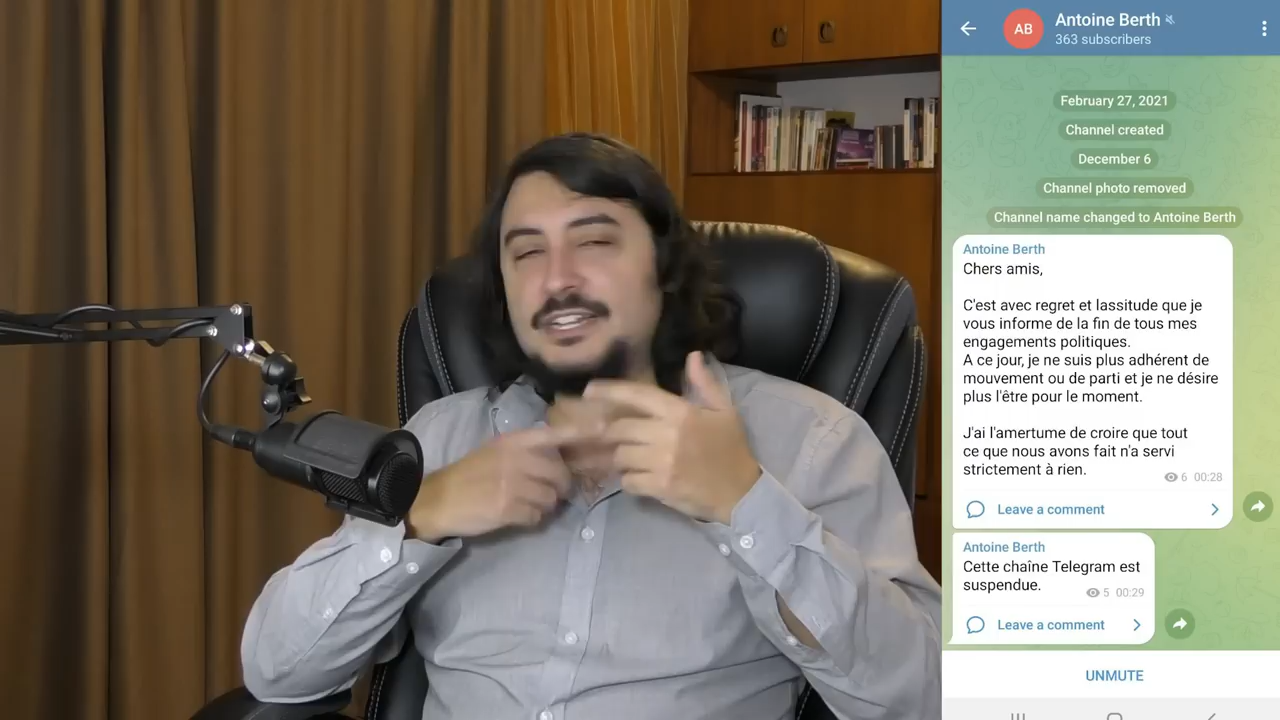 AB
Antoine Berth
363 subscribers
February 27, 2021
Channel created
December 6
Channel photo removed
Channel name changed to Antoine Berth
Antoine Berth
Chers amis,
C'est avec regret et lassitude que je
vous informe de la fin de tous mes
engagements politiques.
A ce jour, je ne suis plus adhérent de
mouvement ou de parti et je ne désire
plus l'être pour le moment.
J'ai l'amertume de croire que tout
ce que nous avons fait n'a servi
strictement à rien.
6 00:28
Leave a comment
Antoine Berth
Cette chaîne Telegram est
suspendue.
5 00:29
Leave a comment
UNMUTE